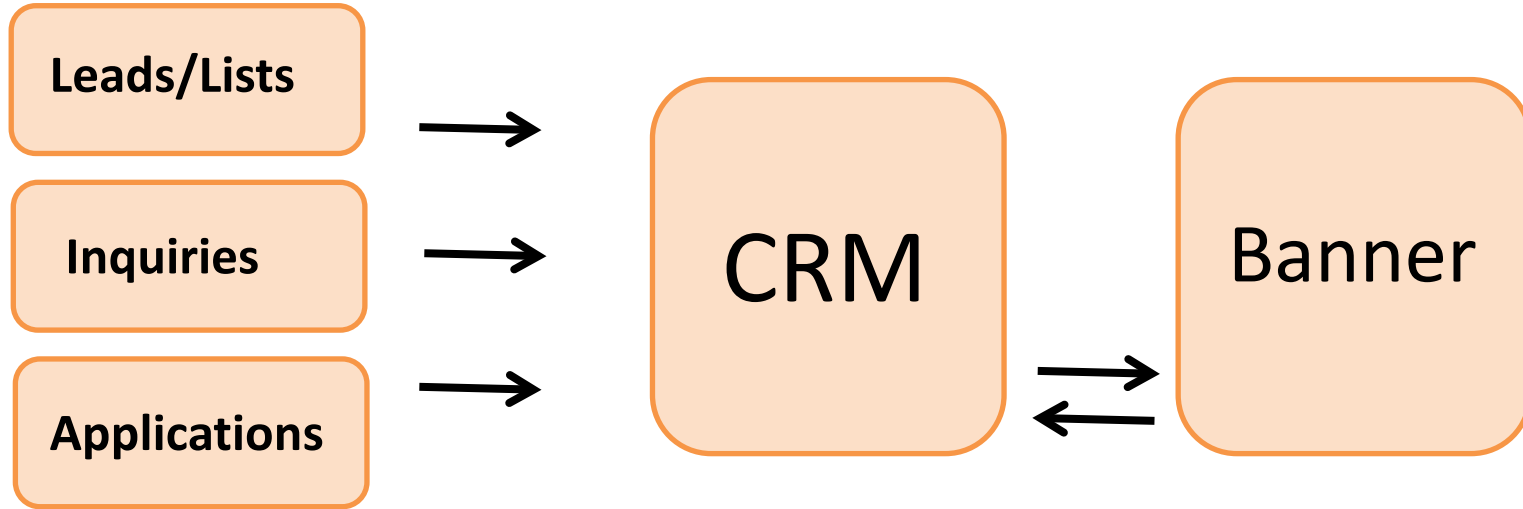 Leads/Lists
Inquiries
Applications
CRM
Banner